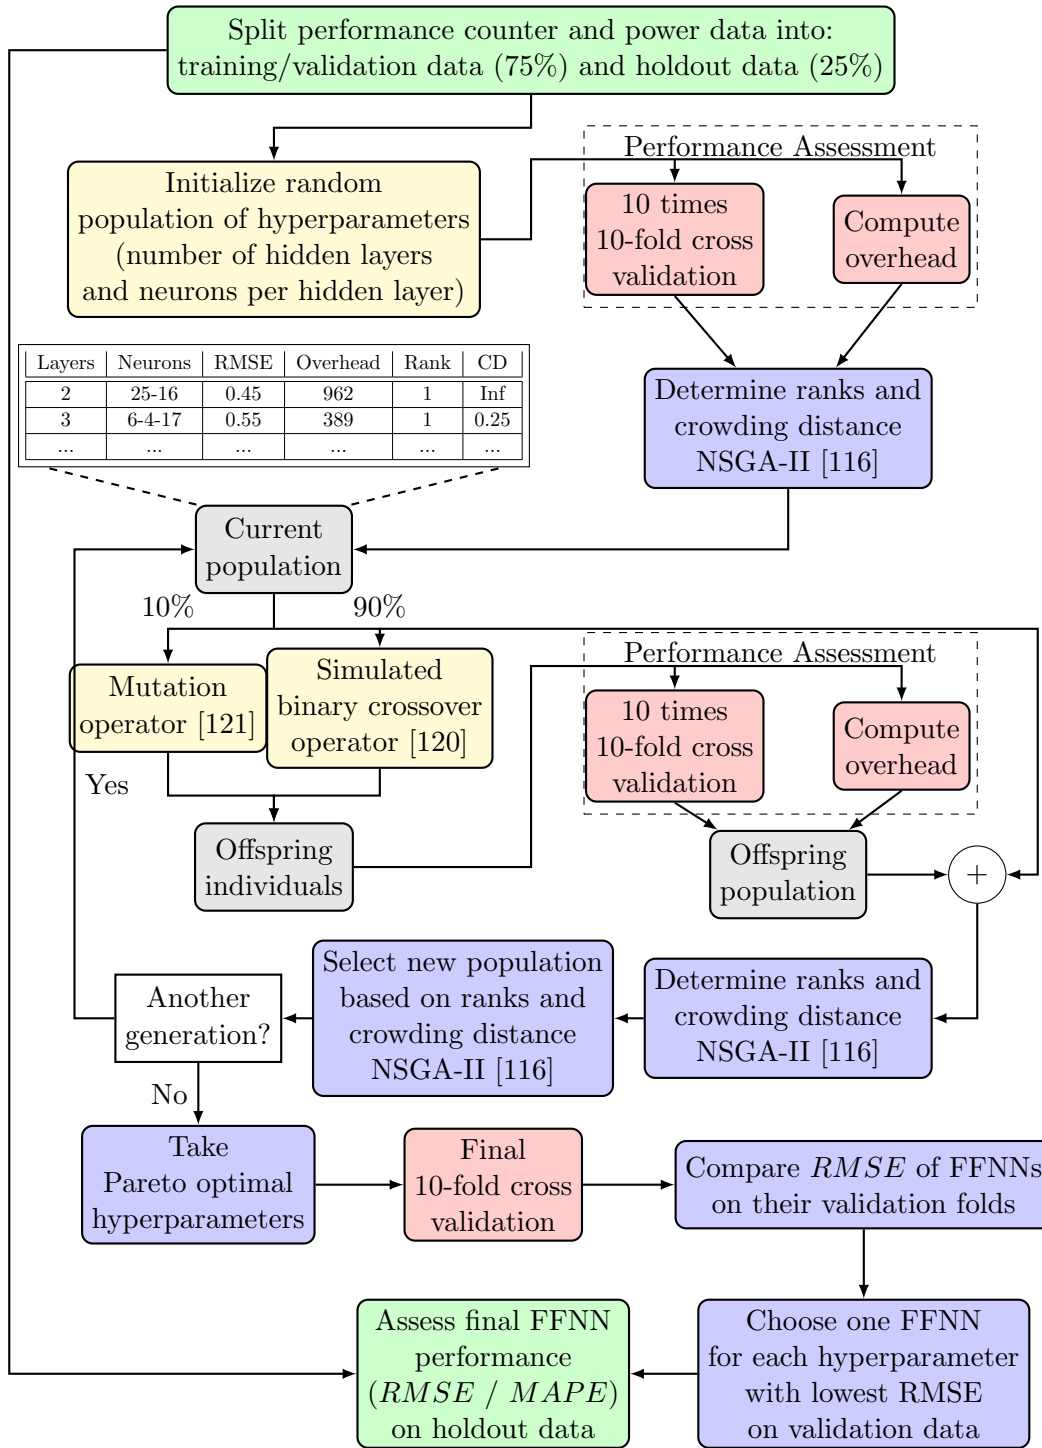 Split performance counter and power data into:
training/validation data (75%) and holdout data (25%)
Initialize random
population of hyperparameters
(number of hidden layers
and neurons per hidden layer)
Performance Assessment
10 times
10-fold cross
validation
Compute
overhead
Layers Neurons RMSE Overhead Rank CD
2 25-16 0.45 962 1 Inf
3 6-4-17 0.55 389 1 0.25
... ... ... ... ... ...
Determine ranks and
crowding distance
NSGA-II [116]
Current
population
10% 90%
Mutation
operator [121]
Simulated
binary crossover
operator [120]
Performance Assessment
10 times
10-fold cross
validation
Compute
overhead
Yes
Offspring
individuals
Offspring
population
+
Another
generation?
Select new population
based on ranks and
crowding distance
NSGA-II [116]
Determine ranks and
crowding distance
NSGA-II [116]
No
Take
Pareto optimal
hyperparameters
Final
10-fold cross
validation
Compare RMSE of FFNNs
on their validation folds
Assess final FFNN
performance
(RMSE / MAPE)
on holdout data
Choose one FFNN
for each hyperparameter
with lowest RMSE
on validation data